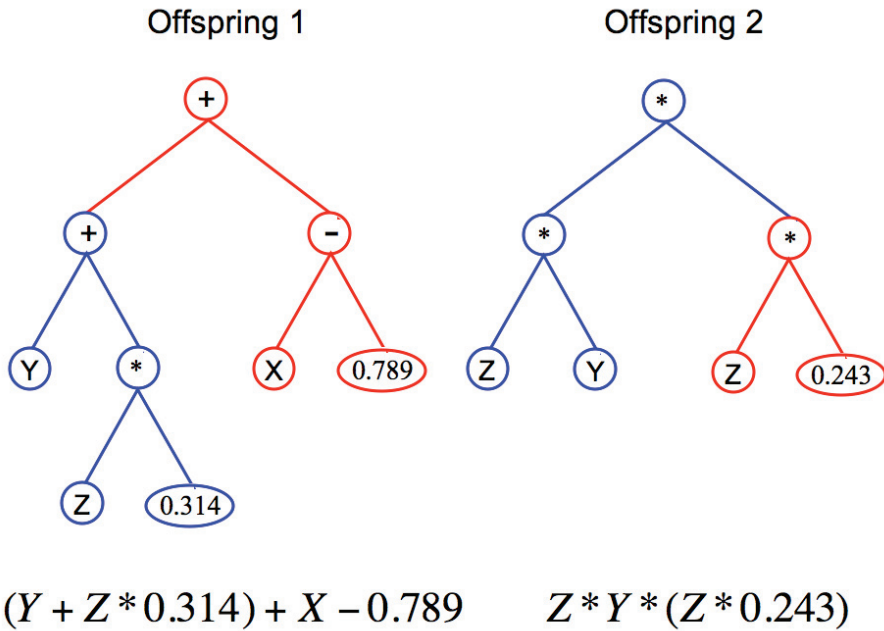 Offspring 1 Offspring 2
+ *
+ - * *
Y * X 0.789 Z Y Z 0.243
Z 0.314
(Y + Z * 0.314) + X − 0.789 Z * Y * (Z * 0.243)